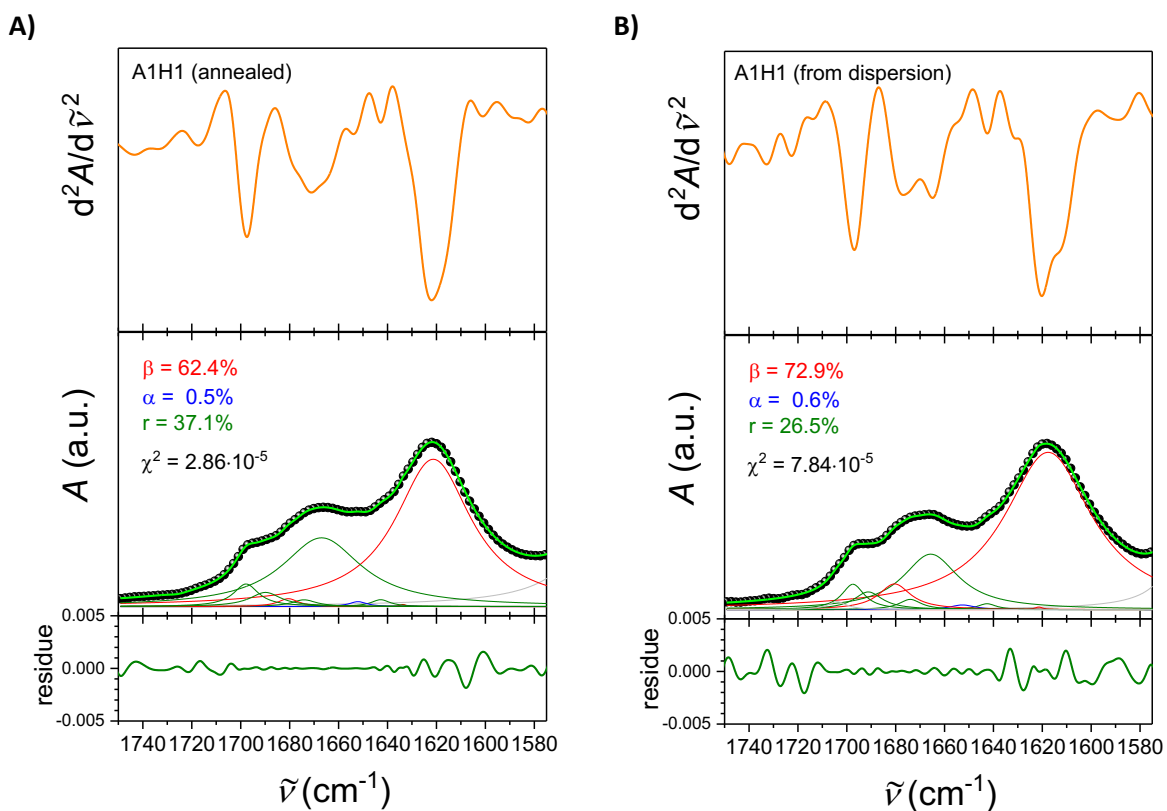 A)
A1H1 (annealed)
d²A/dṽ²
β = 62.4%
α = 0.5%
r = 37.1%
χ² = 2.86·10⁻⁵
A (a.u.)
0.005
0.000
-0.005
residue
1740 1720 1700 1680 1660 1640 1620 1600 1580
ṽ (cm⁻¹)
B)
A1H1 (from dispersion)
d²A/dṽ²
β = 72.9%
α = 0.6%
r = 26.5%
χ² = 7.84·10⁻⁵
A (a.u.)
0.005
0.000
-0.005
residue
1740 1720 1700 1680 1660 1640 1620 1600 1580
ṽ (cm⁻¹)